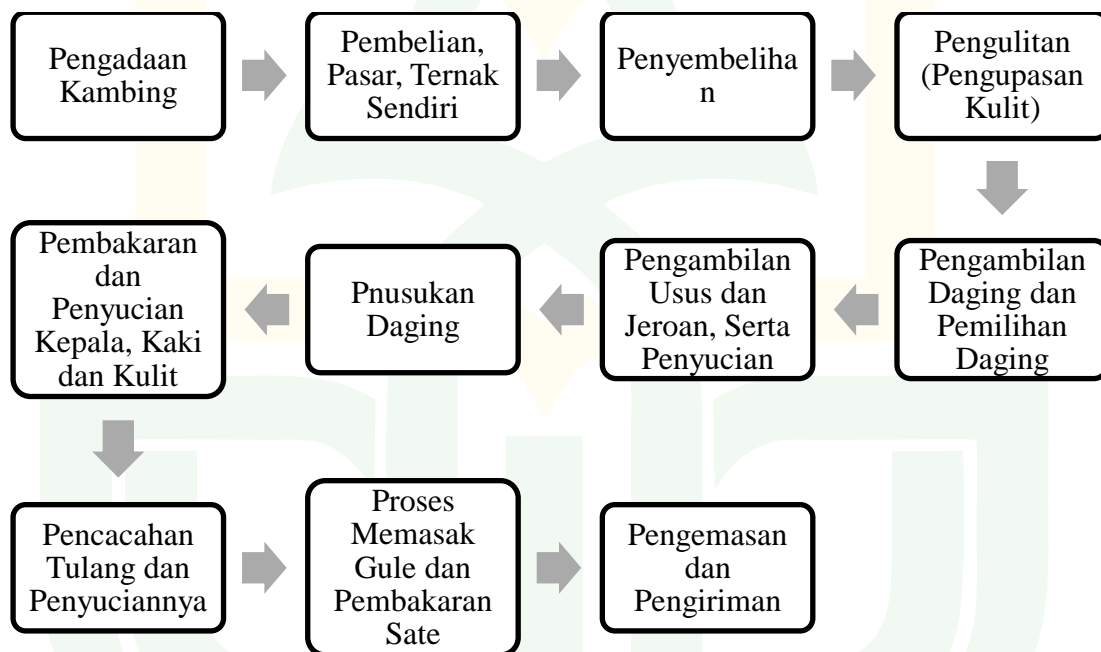 Pengadaan
Kambing
Pembelian,
Pasar, Ternak
Sendiri
Penyembeliha
n
Pengulitan
(Pengupasan
Kulit)
Pengambilan
Daging dan
Pemilihan
Daging
Pengambilan
Usus dan
Jeroan, Serta
Penyucian
Pnusukan
Daging
Pembakaran
dan
Penyucian
Kepala, Kaki
dan Kulit
Pencacahan
Tulang dan
Penyuciannya
Proses
Memasak
Gule dan
Pembakaran
Sate
Pengemasan
dan
Pengiriman